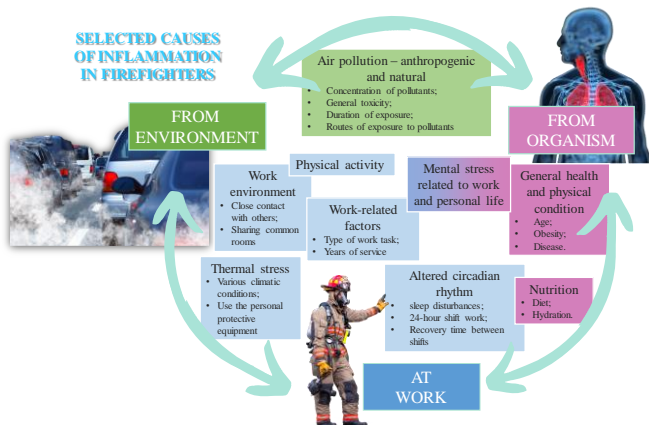 SELECTED CAUSES
OF INFLAMMATION
IN FIREFIGHTERS
Air pollution – anthropogenic
and natural
• Concentration of pollutants;
• General toxicity;
• Duration of exposure;
• Routes of exposure to pollutants
FROM
ENVIRONMENT
FROM
ORGANISM
Physical activity
Work
environment
• Close contact
with others;
• Sharing common
rooms
Mental stress
related to work
and personal life
General health
and physical
condition
• Age;
• Obesity;
• Disease.
Work-related
factors
• Type of work task;
• Years of service
Thermal stress
• Various climatic
conditions;
• Use the personal
protective
equipment
Altered circadian
rhythm
• sleep disturbances;
• 24-hour shift work;
• Recovery time between
shifts
Nutrition
• Diet;
• Hydration.
AT
WORK